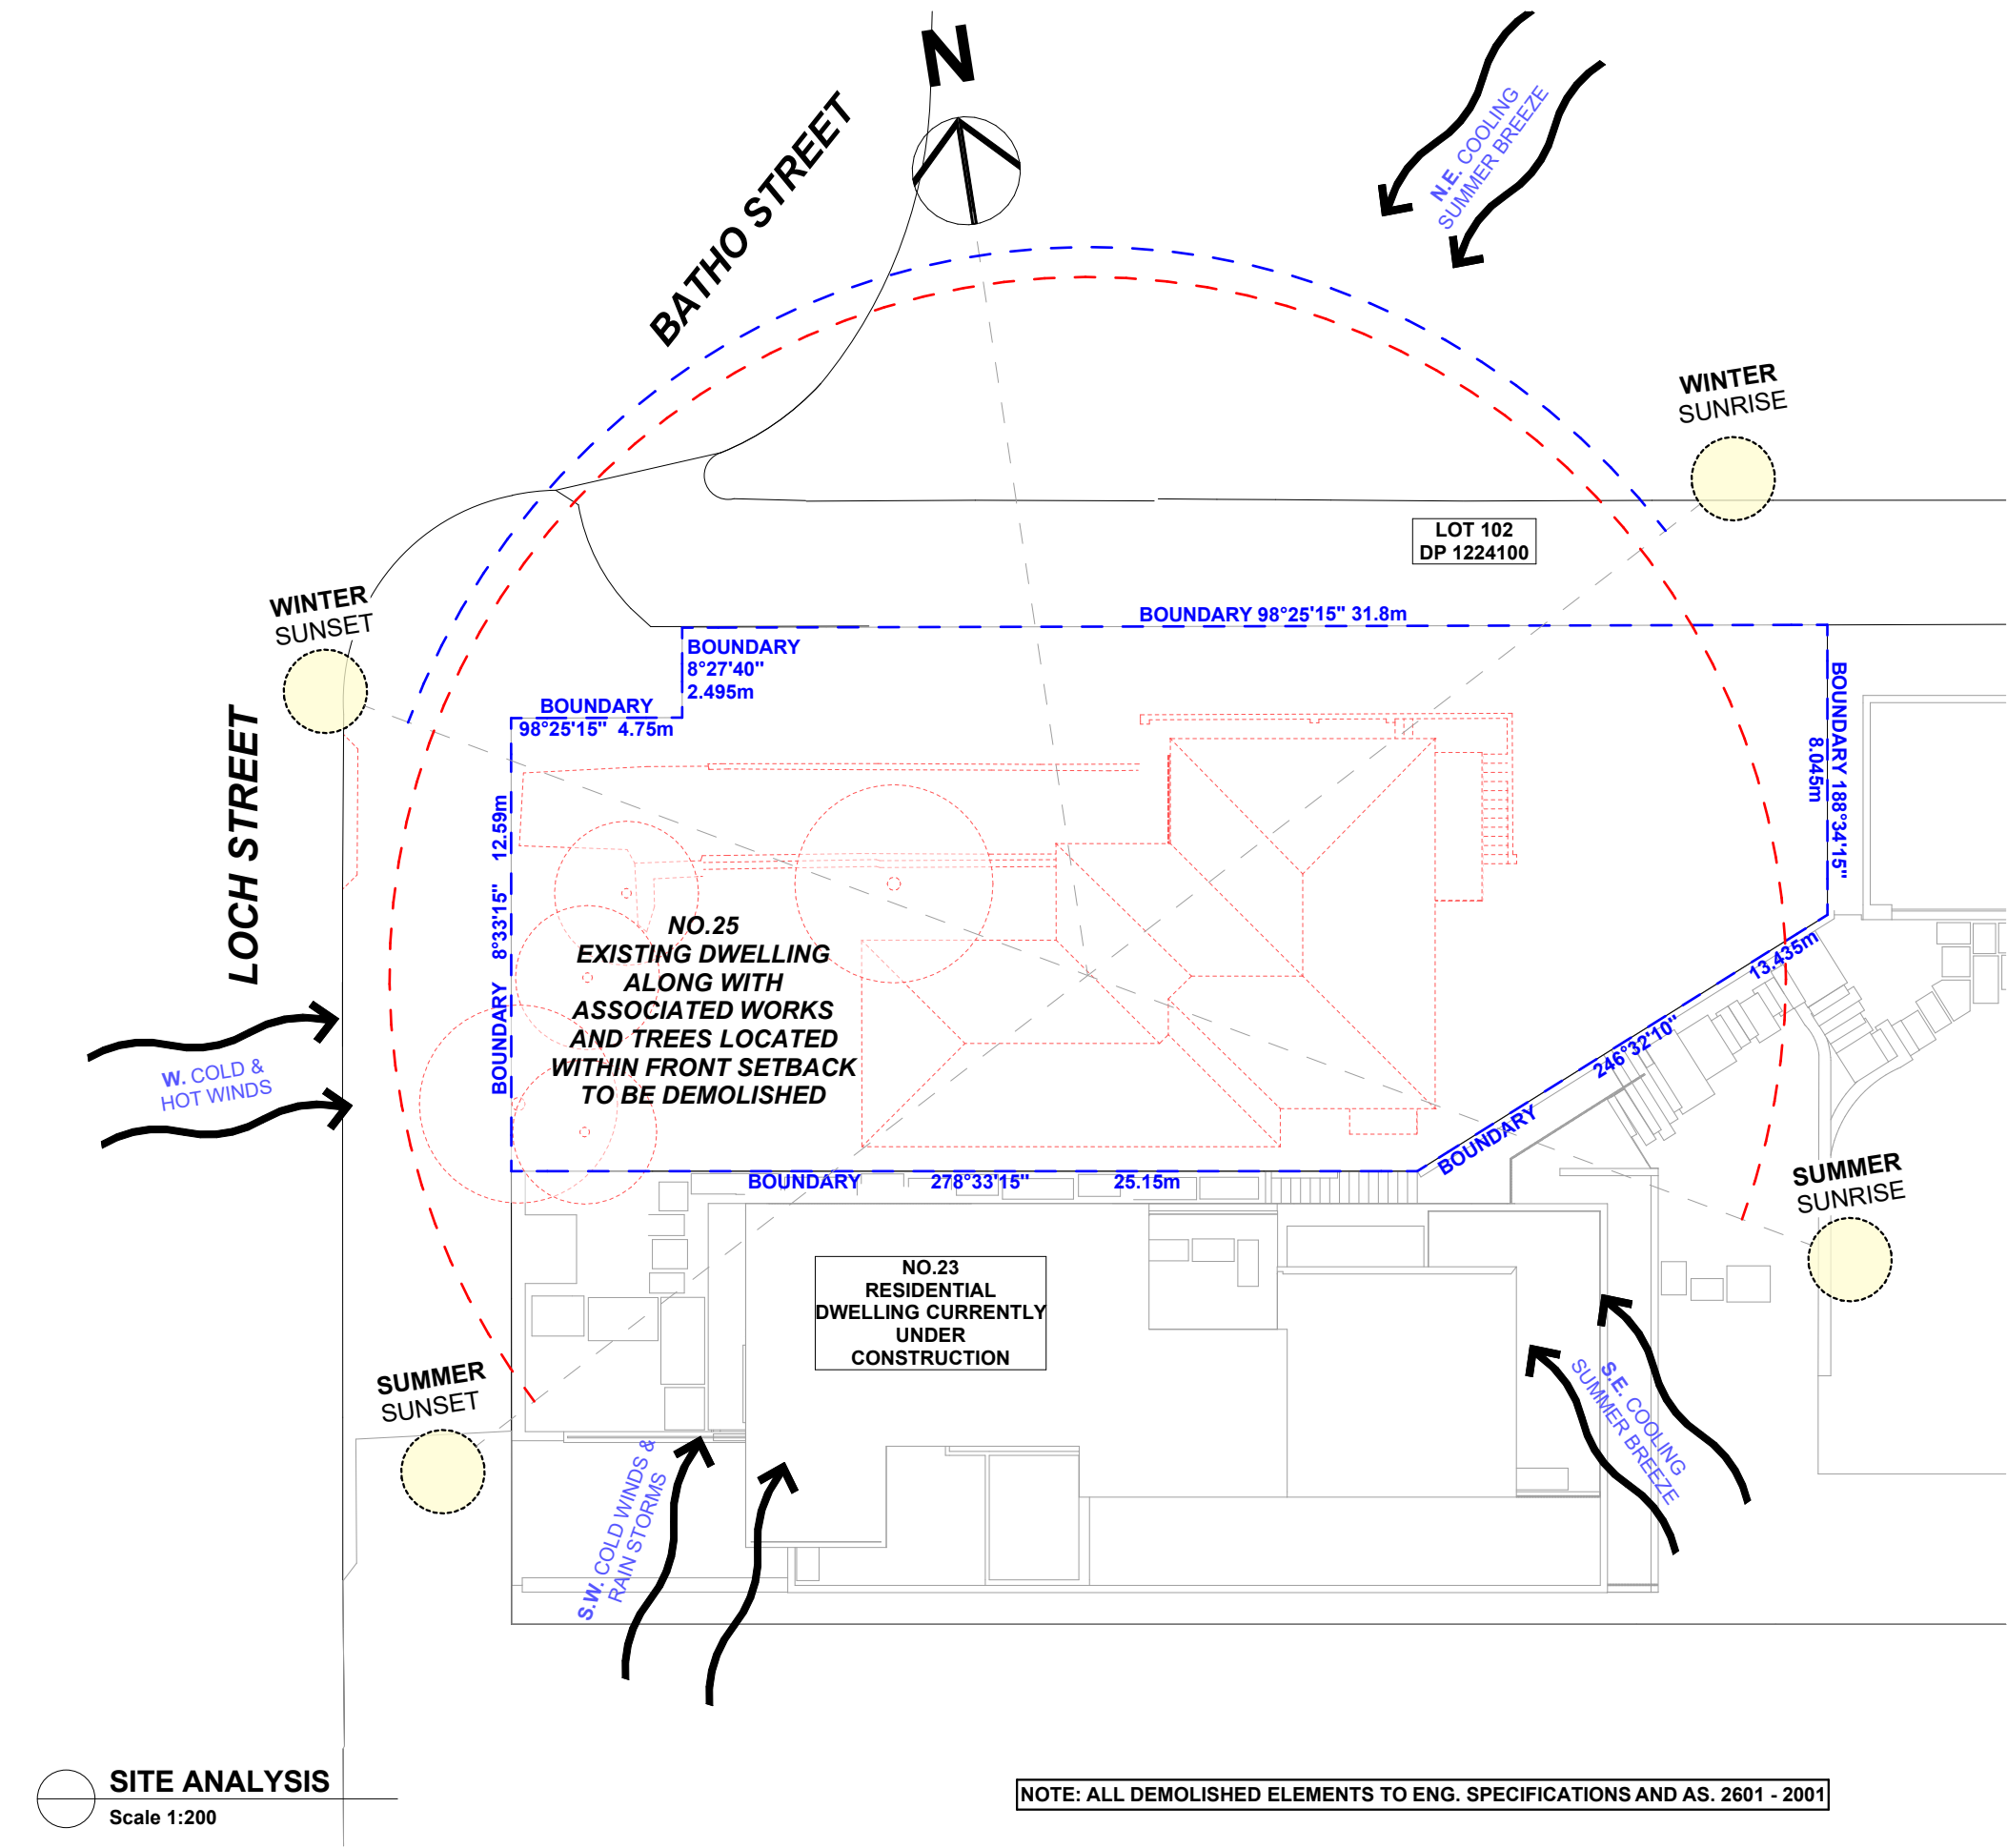 N
BATHO STREET
N.E. COOLING
SUMMER BREEZE
WINTER
SUNRISE
LOT 102
DP 1224100
WINTER
SUNSET
BOUNDARY 98°25'15" 31.8m
BOUNDARY
8°27'40"
2.495m
BOUNDARY
98°25'15" 4.75m
BOUNDARY 188°34'15"
8.045m
LOCH STREET
BOUNDARY 8°33'15" 12.59m
NO.25
EXISTING DWELLING
ALONG WITH
ASSOCIATED WORKS
AND TREES LOCATED
WITHIN FRONT SETBACK
TO BE DEMOLISHED
BOUNDARY 246°32'10" 13.435m
W. COLD &
HOT WINDS
BOUNDARY 278°33'15" 25.15m
SUMMER
SUNRISE
NO.23
RESIDENTIAL
DWELLING CURRENTLY
UNDER
CONSTRUCTION
SUMMER
SUNSET
S.W. COLD WINDS &
RAIN STORMS
S.E. COOLING
SUMMER BREEZE
SITE ANALYSIS
Scale 1:200
NOTE: ALL DEMOLISHED ELEMENTS TO ENG. SPECIFICATIONS AND AS. 2601 - 2001